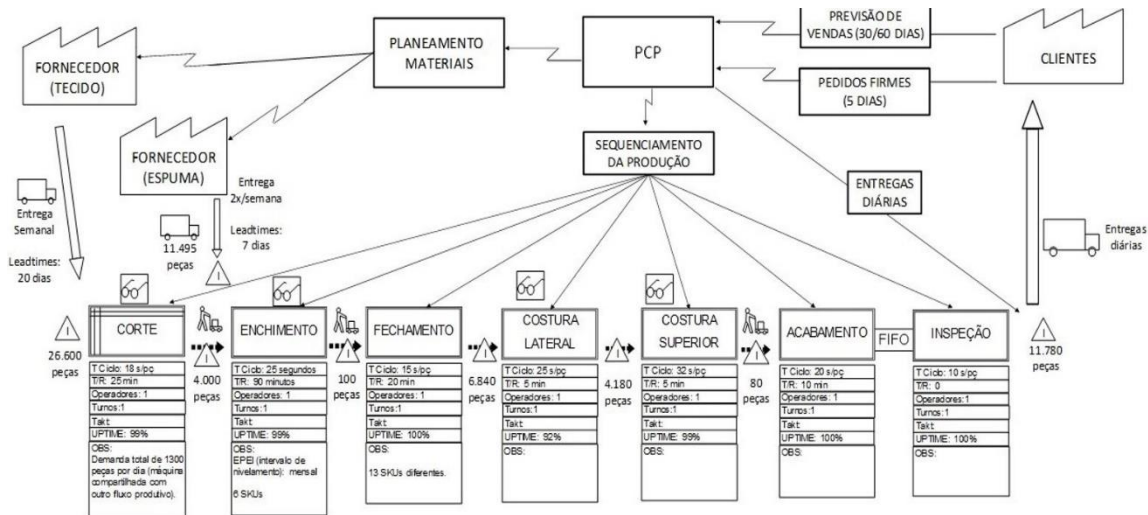 FORNECEDOR
(TECIDO)
PLANEAMENTO
MATERIAIS
PCP
PREVISÃO DE
VENDAS (30/60 DIAS)
PEDIDOS FIRMES
(5 DIAS)
CLIENTES
FORNECEDOR
(ESPUMA)
SEQUENCIAMENTO
DA PRODUÇÃO
ENTREGAS
DIÁRIAS
Entrega
Semanal
Leadtimes:
20 dias
Entrega
2x/semana
Leadtimes:
7 dias
11.495
peças
I
Entregas
diárias
I
26.600
peças
CORTE
T Ciclo: 18 s/pç
T/R: 25 min
Operadores: 1
Turnos:1
Takt:
UPTIME: 99%
OBS:
Demanda total de 1300
peças por dia (máquina
compartilhada com
outro fluxo produtivo).
I
4.000
peças
ENCHIMENTO
T Ciclo: 25 segundos
T/R: 90 minutos
Operadores: 1
Turnos:1
Takt:
UPTIME: 99%
OBS:
EPEI (intervalo de
nivelamento): mensal
6 SKUs
I
100
peças
FECHAMENTO
T Ciclo: 15 s/pç
T/R: 20 min
Operadores: 1
Turnos:1
Takt:
UPTIME: 100%
OBS:
13 SKUs diferentes.
I
6.840
peças
COSTURA
LATERAL
T Ciclo: 25 s/pç
T/R: 5 min
Operadores: 1
Turnos:1
Takt:
UPTIME: 92%
OBS:
I
4.180
peças
COSTURA
SUPERIOR
T Ciclo: 32 s/pç
T/R: 5 min
Operadores: 1
Turnos:1
Takt:
UPTIME: 99%
OBS:
I
80
peças
ACABAMENTO
T Ciclo: 20 s/pç
T/R: 10 min
Operadores: 1
Turnos:1
Takt:
UPTIME: 100%
OBS:
FIFO
INSPEÇÃO
T Ciclo: 10 s/pç
T/R: 0
Operadores: 1
Turnos:1
Takt:
UPTIME: 100%
OBS:
I
11.780
peças